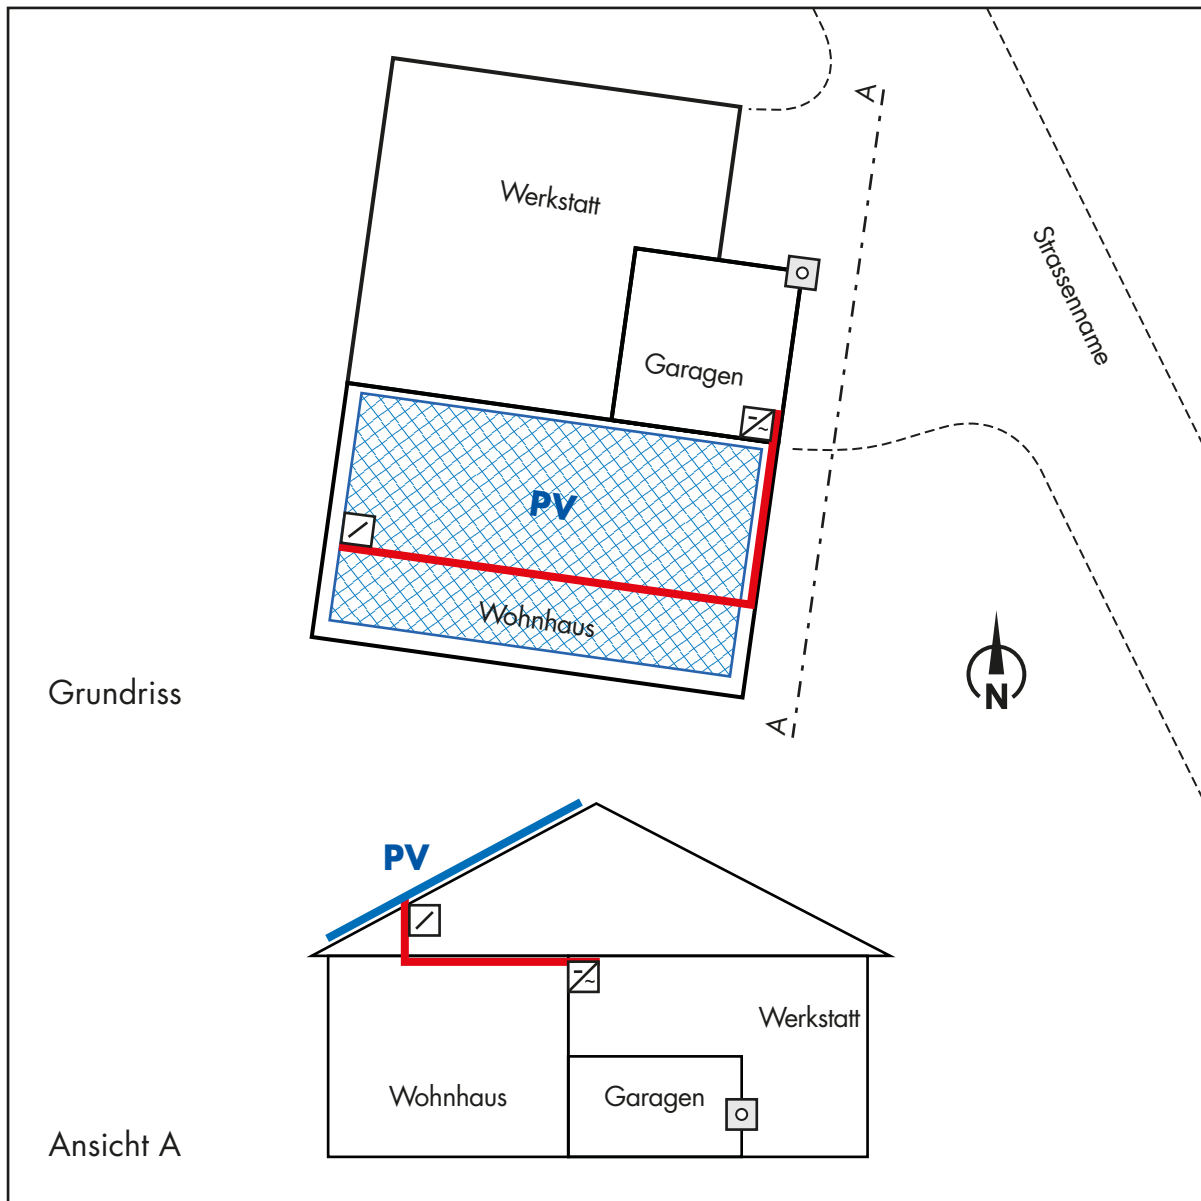 A
Werkstatt
Strassenname
Garagen
-
~
PV
Wohnhaus
N
Grundriss
A
PV
-
~
Werkstatt
Wohnhaus
Garagen
Ansicht A